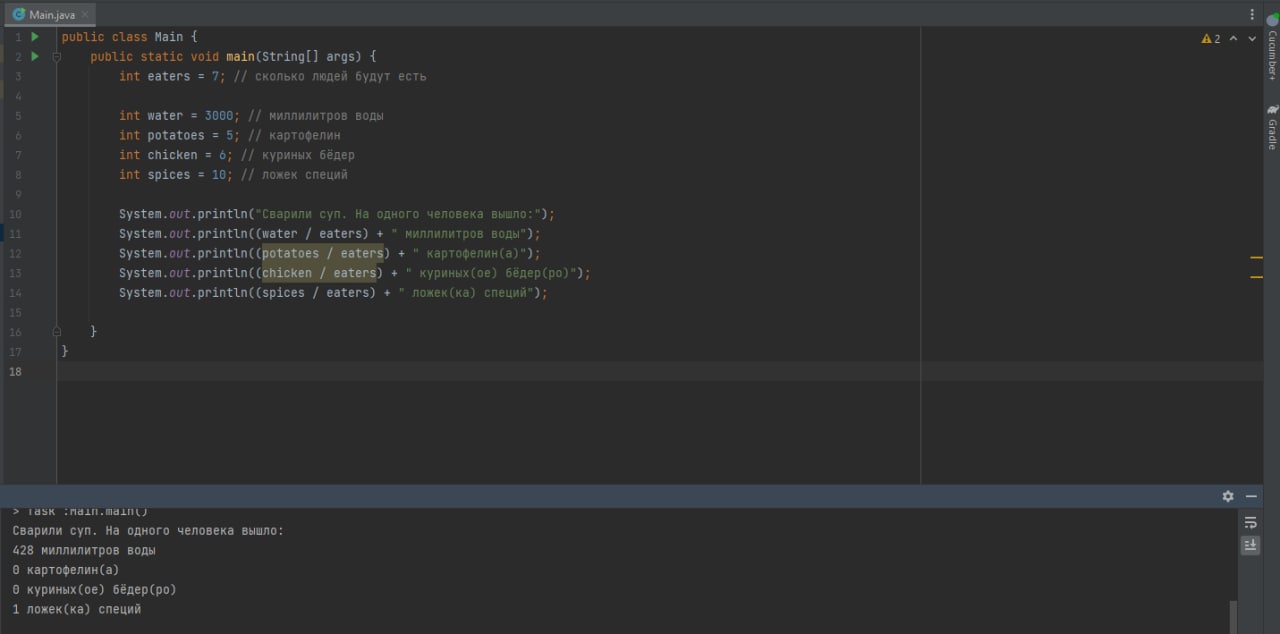 Main.java
2
1 public class Main {
2 public static void main(String[] args) {
3 int eaters = 7; // сколько людей будут есть
4
5 int water = 3000; // миллилитров воды
6 int potatoes = 5; // картофелин
7 int chicken = 6; // куриных бёдер
8 int spices = 10; // ложек специй
9
10 System.out.println("Сварили суп. На одного человека вышло:");
11 System.out.println((water / eaters) + " миллилитров воды");
12 System.out.println((potatoes / eaters) + " картофелин(а)");
13 System.out.println((chicken / eaters) + " куриных(ое) бёдер(ро)");
14 System.out.println((spices / eaters) + " ложек(ка) специй");
15
16 }
17 }
18
Cucumber+
Gradle
> Task :Main.main()
Сварили суп. На одного человека вышло:
428 миллилитров воды
0 картофелин(а)
0 куриных(ое) бёдер(ро)
1 ложек(ка) специй